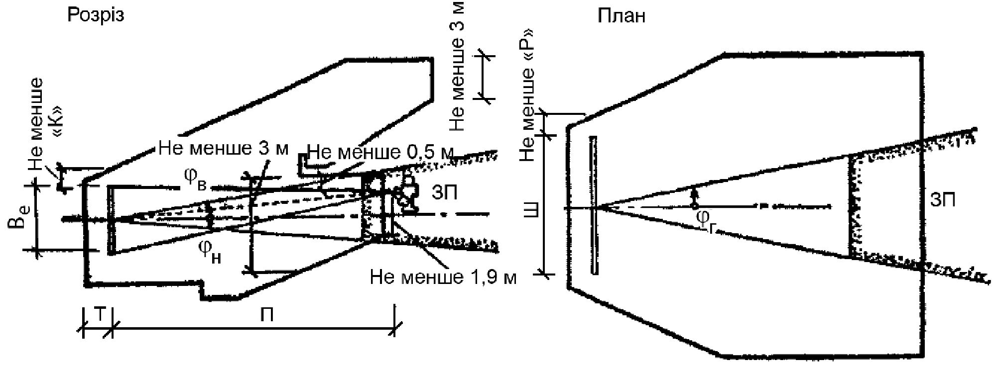 Розріз
План
Не менше
«К»
Не менше 3 м
Не менше 0,5 м
Не менше 3 м
Не менше «Р»
φв
φн
Ве
ЗП
Не менше 1,9 м
Т
П
Ш
φг
ЗП